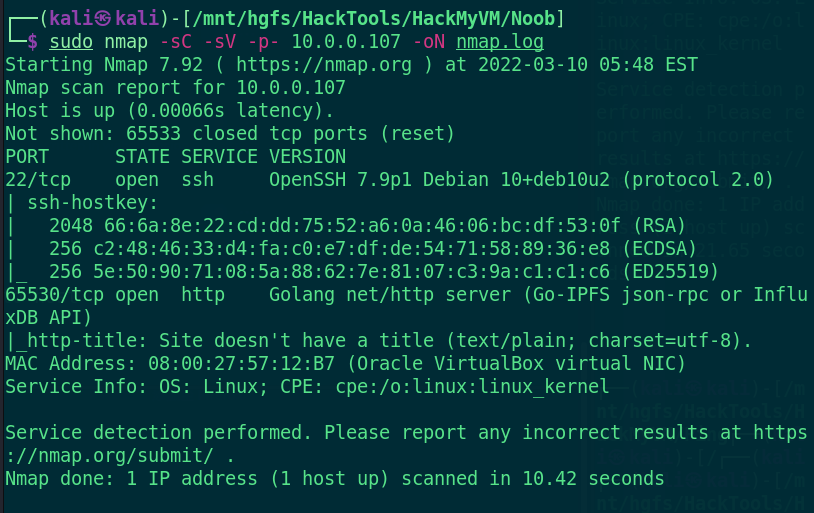 ┌──(kali㉿kali)-[/mnt/hgfs/HackTools/HackMyVM/Noob]
└─$ sudo nmap -sC -sV -p- 10.0.0.107 -oN nmap.log
Starting Nmap 7.92 ( https://nmap.org ) at 2022-03-10 05:48 EST
Nmap scan report for 10.0.0.107
Host is up (0.00066s latency).
Not shown: 65533 closed tcp ports (reset)
PORT      STATE SERVICE VERSION
22/tcp    open  ssh     OpenSSH 7.9p1 Debian 10+deb10u2 (protocol 2.0)
| ssh-hostkey:
|   2048 66:6a:8e:22:cd:dd:75:52:a6:0a:46:06:bc:df:53:0f (RSA)
|   256 c2:48:46:33:d4:fa:c0:e7:df:de:54:71:58:89:36:e8 (ECDSA)
|_  256 5e:50:90:71:08:5a:88:62:7e:81:07:c3:9a:c1:c1:c6 (ED25519)
65530/tcp open  http    Golang net/http server (Go-IPFS json-rpc or Influ
xDB API)
|_http-title: Site doesn't have a title (text/plain; charset=utf-8).
MAC Address: 08:00:27:57:12:B7 (Oracle VirtualBox virtual NIC)
Service Info: OS: Linux; CPE: cpe:/o:linux:linux_kernel

Service detection performed. Please report any incorrect results at https
://nmap.org/submit/ .
Nmap done: 1 IP address (1 host up) scanned in 10.42 seconds